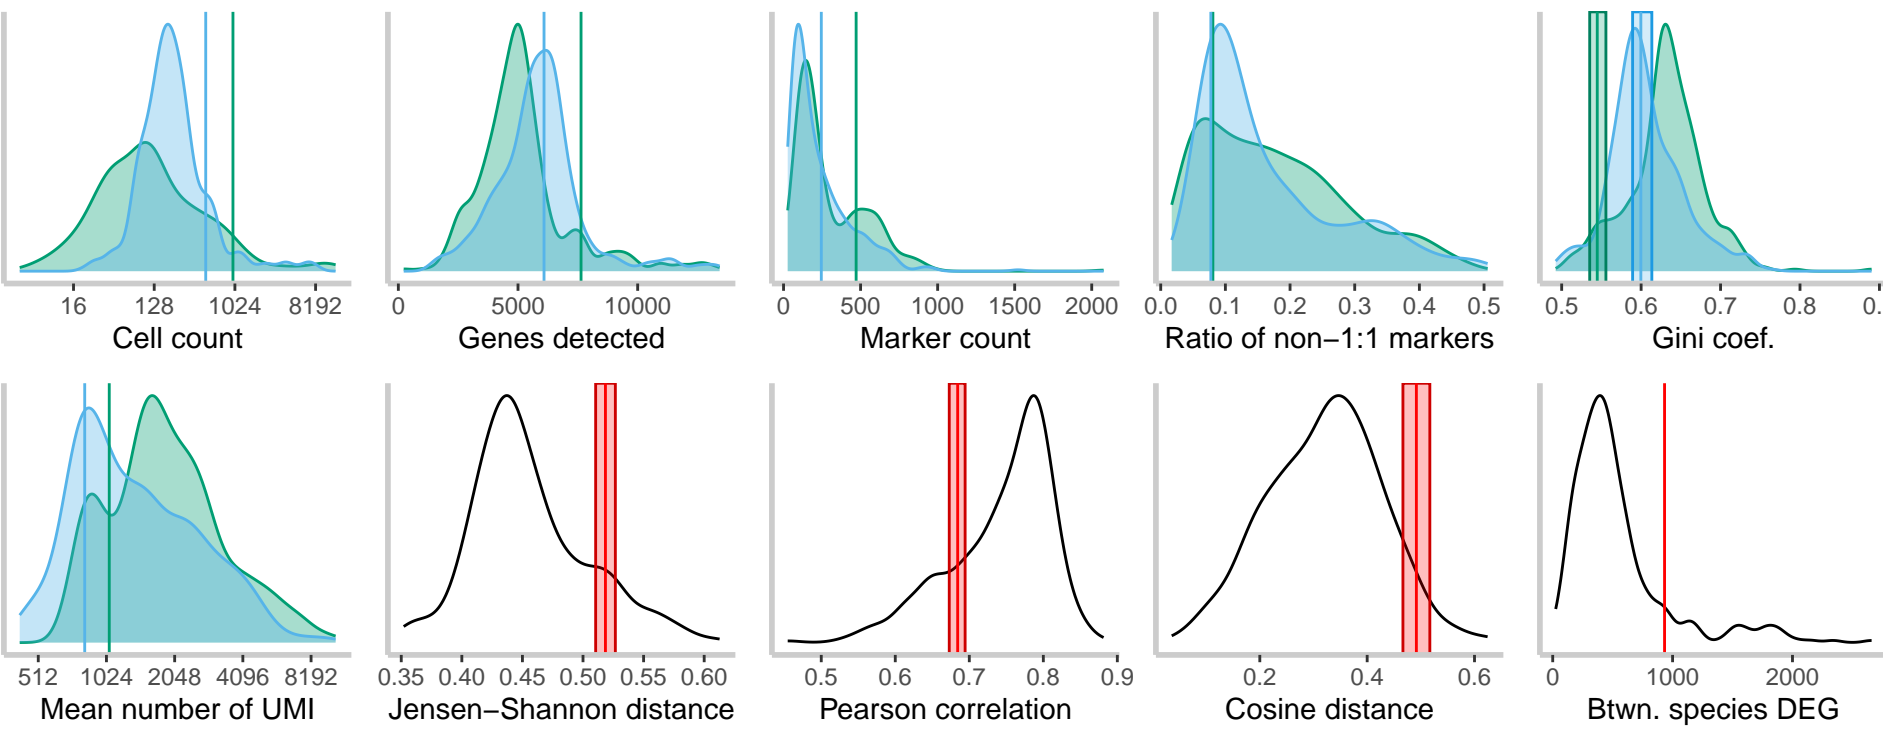 16 128 1024 8192
Cell count
0 5000 10000
Genes detected
0 500 1000 1500 2000
Marker count
0.0 0.1 0.2 0.3 0.4 0.5
Ratio of non−1:1 markers
0.5 0.6 0.7 0.8 0.
Gini coef.
512 1024 2048 4096 8192
Mean number of UMI
0.35 0.40 0.45 0.50 0.55 0.60
Jensen−Shannon distance
0.5 0.6 0.7 0.8 0.9
Pearson correlation
0.2 0.4 0.6
Cosine distance
0 1000 2000
Btwn. species DEG